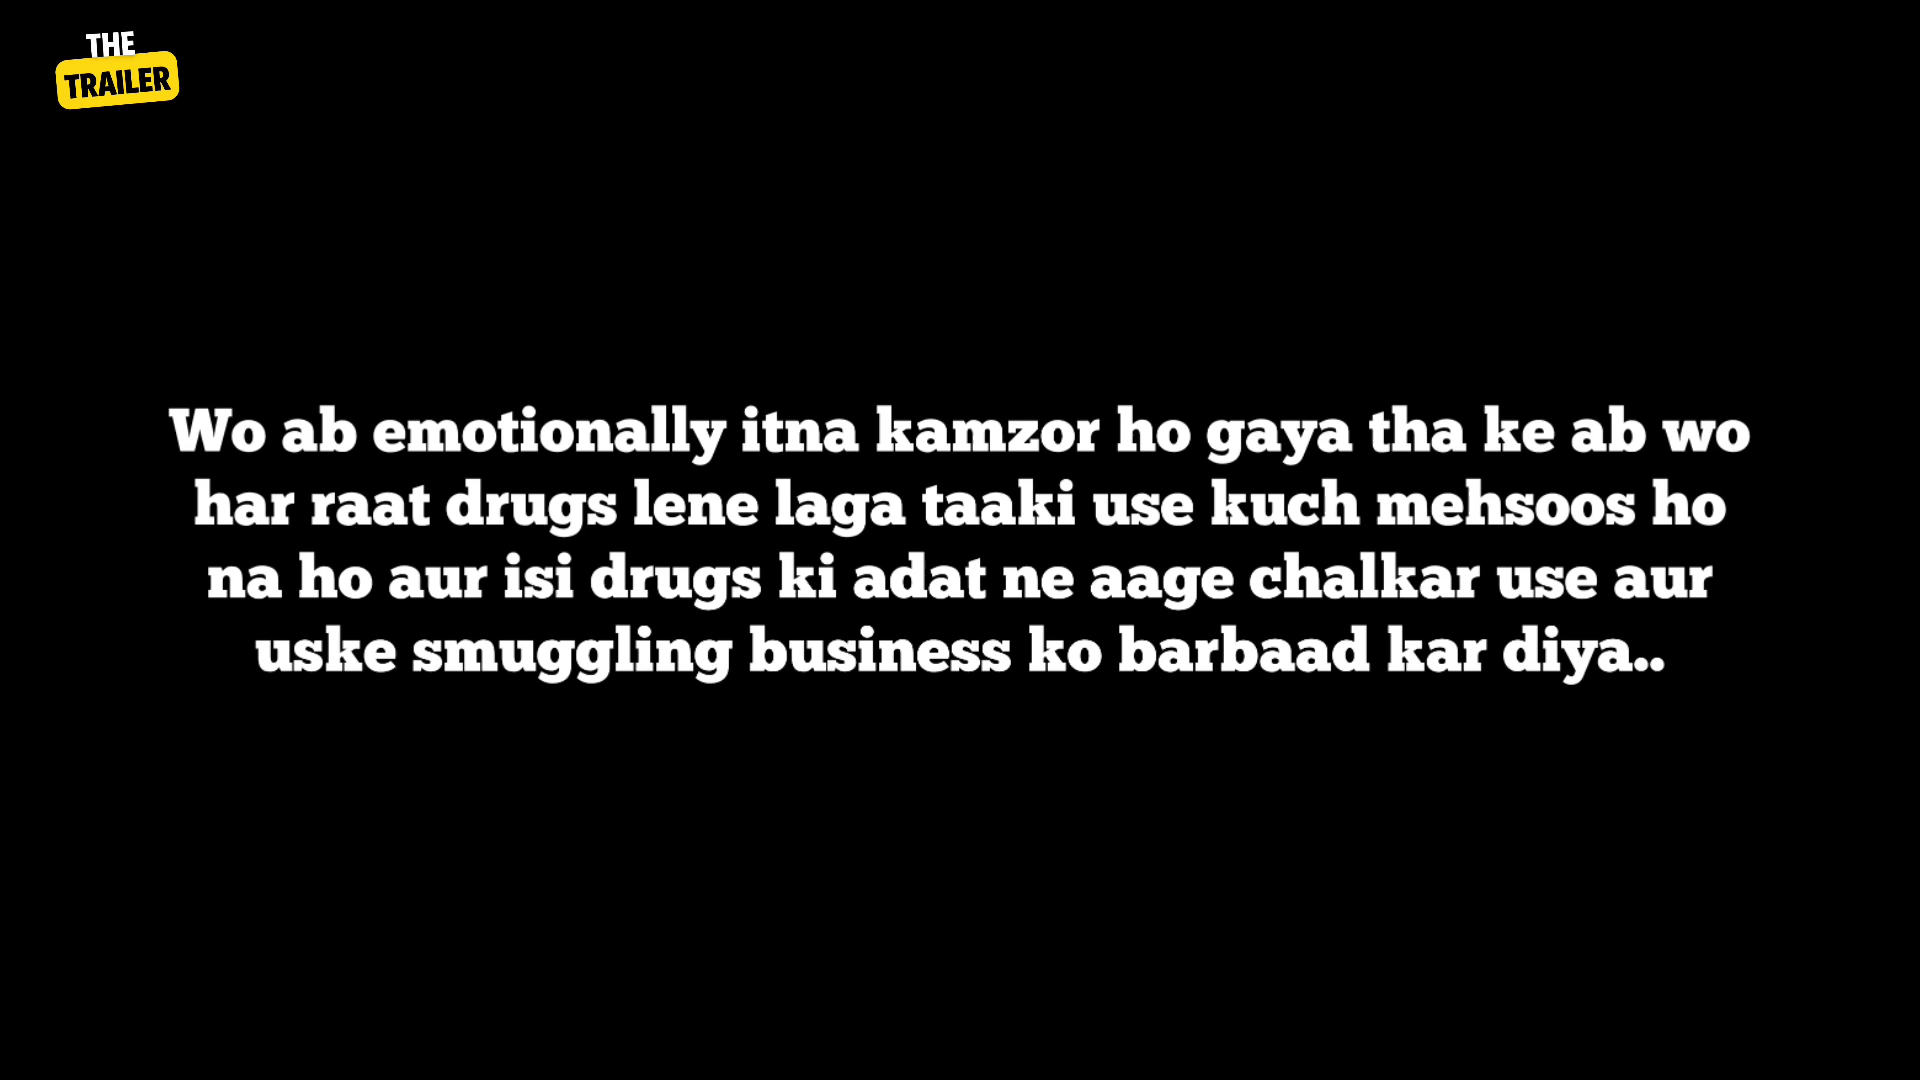 THE
TRAILER
Wo ab emotionally itna kamzor ho gaya tha ke ab wo
har raat drugs lene laga taaki use kuch mehsoos ho
na ho aur isi drugs ki adat ne aage chalkar use aur
uske smuggling business ko barbaad kar diya..